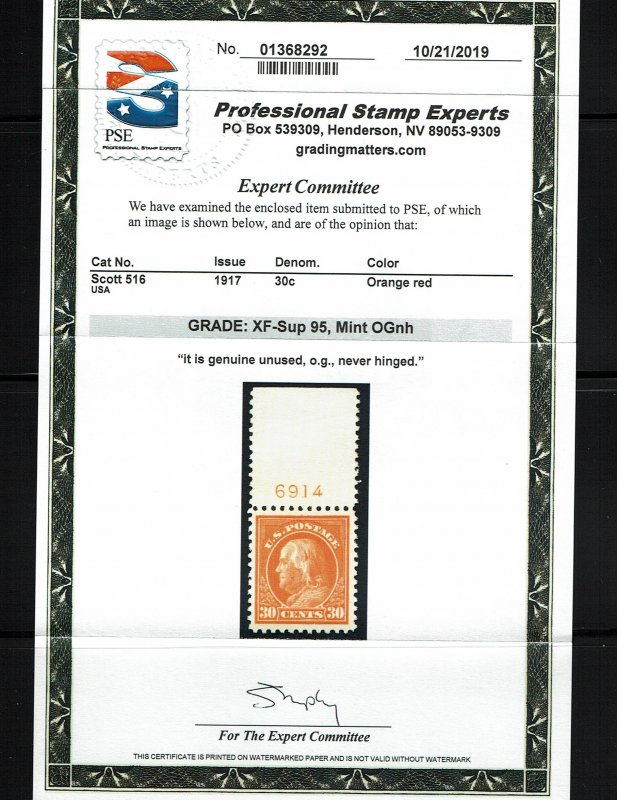 No. 01368292 10/21/2019
PSE
PROFESSIONAL STAMP EXPERTS
Professional Stamp Experts
PO Box 539309, Henderson, NV 89053-9309
gradingmatters.com
Expert Committee
We have examined the enclosed item submitted to PSE, of which
an image is shown below, and are of the opinion that:
Cat No. Issue Denom. Color
Scott 516 1917 30c Orange red
USA
GRADE: XF-Sup 95, Mint OGnh
“it is genuine unused, o.g., never hinged.”
6914
U.S. POSTAGE
30 CENTS 30
For The Expert Committee
THIS CERTIFICATE IS PRINTED ON WATERMARKED PAPER AND IS NOT VALID WITHOUT WATERMARK